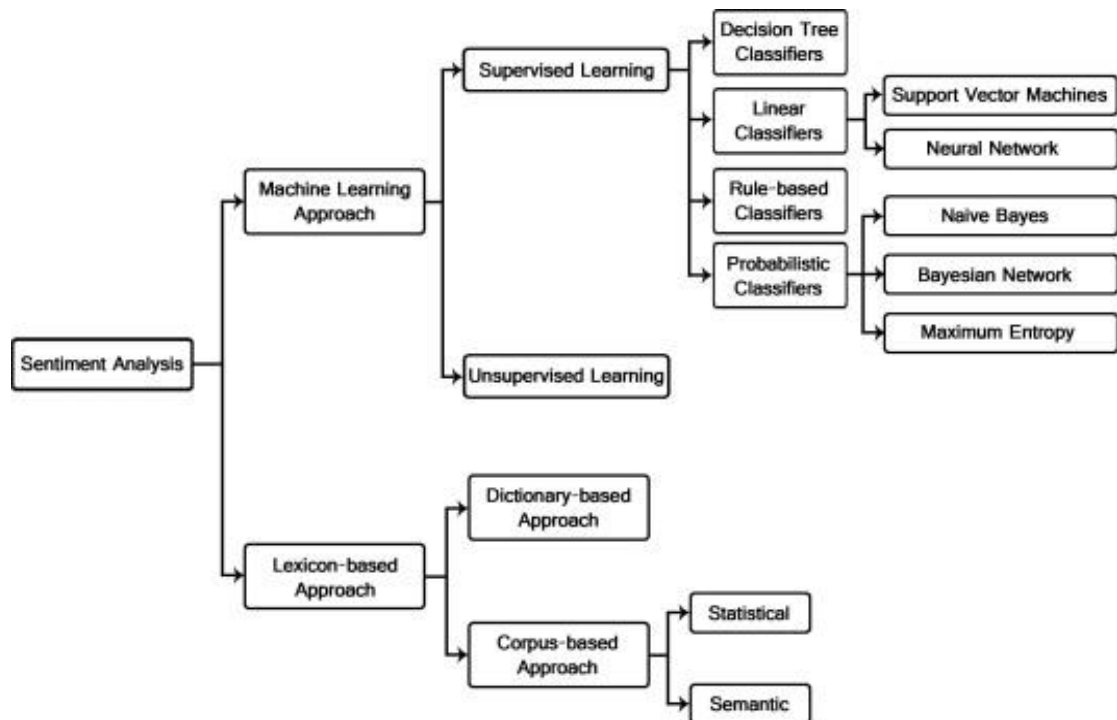 Decision Tree
Classifiers
Supervised Learning
Support Vector Machines
Linear
Classifiers
Neural Network
Machine Learning
Approach
Rule-based
Classifiers
Naive Bayes
Probabilistic
Classifiers
Bayesian Network
Maximum Entropy
Sentiment Analysis
Unsupervised Learning
Dictionary-based
Approach
Lexicon-based
Approach
Statistical
Corpus-based
Approach
Semantic